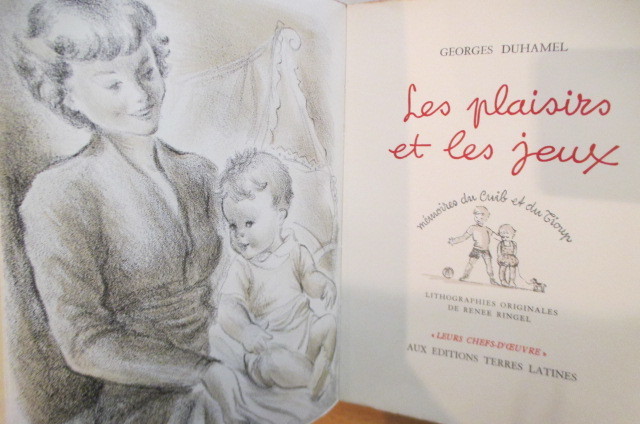 GEORGES DUHAMEL
Les plaisirs
et les jeux
mémoires du Cuib et du Tioup
LITHOGRAPHIES ORIGINALES
DE RENEE RINGEL
« LEURS CHEFS-D'ŒUVRE »
AUX EDITIONS TERRES LATINES